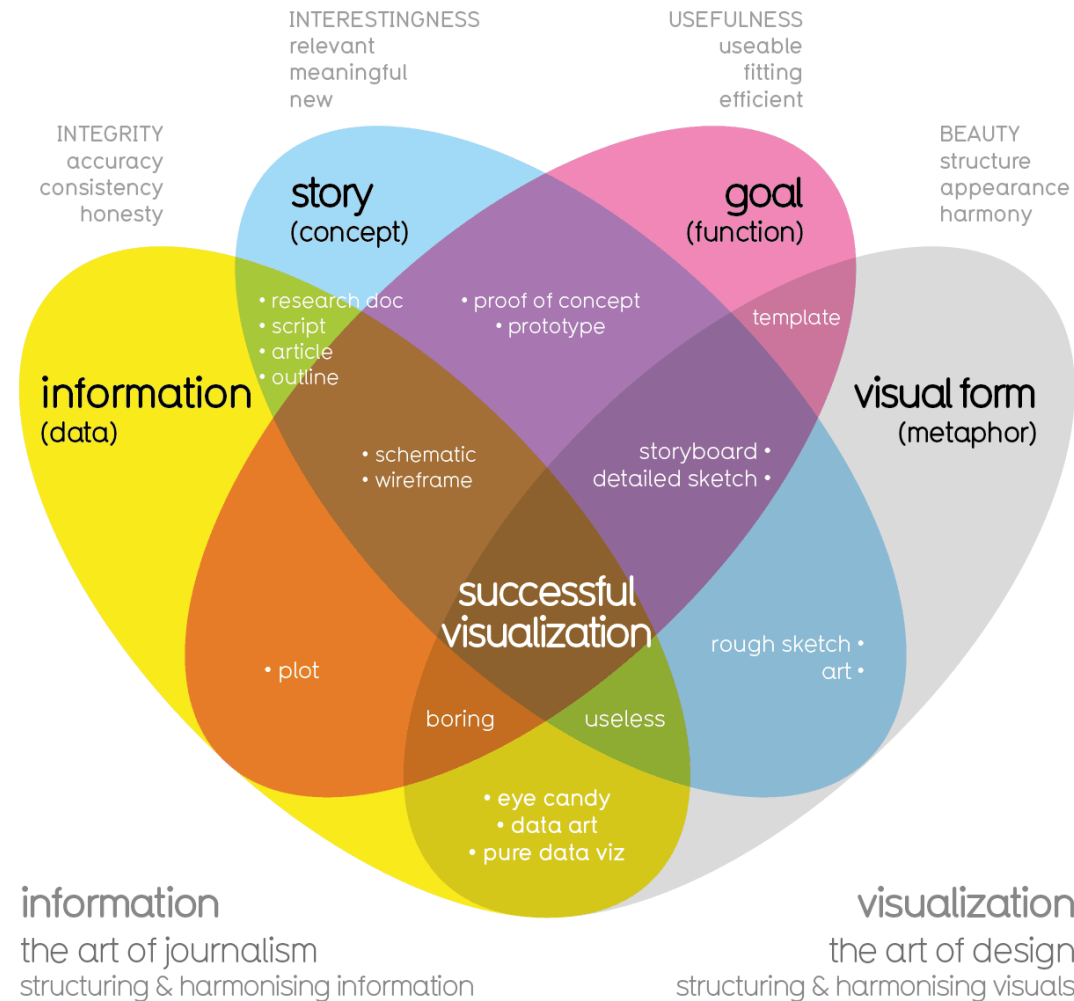 INTERESTINGNESS
relevant
meaningful
new
USEFULNESS
useable
fitting
efficient
INTEGRITY
accuracy
consistency
honesty
BEAUTY
structure
appearance
harmony
story
(concept)
goal
(function)
• research doc
• script
• article
• outline
• proof of concept
• prototype
template
information
(data)
visual form
(metaphor)
• schematic
• wireframe
storyboard •
detailed sketch •
successful
visualization
• plot
rough sketch •
art •
boring
useless
• eye candy
• data art
• pure data viz
information
the art of journalism
structuring & harmonising information
visualization
the art of design
structuring & harmonising visuals